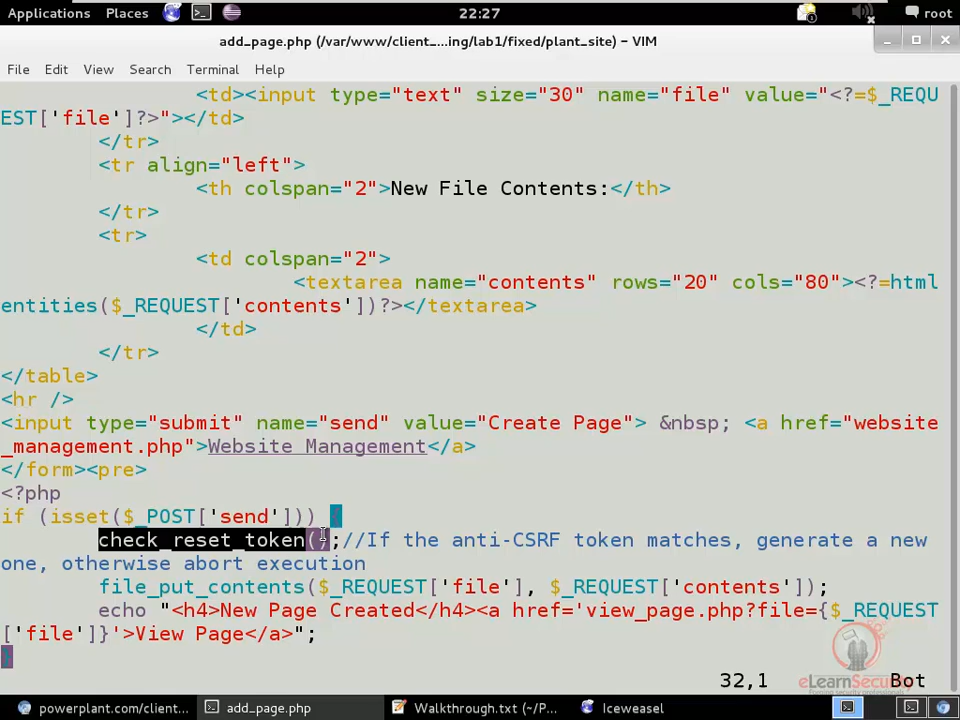 Applications Places 22:27 root
add_page.php (/var/www/client_...ing/lab1/fixed/plant_site) - VIM
File Edit View Search Terminal Help
<td><input type="text" size="30" name="file" value="<?=$_REQU
EST['file']?>"></td>
</tr>
<tr align="left">
<th colspan="2">New File Contents:</th>
</tr>
<tr>
<td colspan="2">
<textarea name="contents" rows="20" cols="80"><?=html
entities($_REQUEST['contents'])?></textarea>
</td>
</tr>
</table>
<hr />
<input type="submit" name="send" value="Create Page"> &nbsp; <a href="website
_management.php">Website Management</a>
</form><pre>
<?php
if (isset($_POST['send'])) {
check_reset_token();//If the anti-CSRF token matches, generate a new
one, otherwise abort execution
file_put_contents($_REQUEST['file'], $_REQUEST['contents']);
echo "<h4>New Page Created</h4><a href='view_page.php?file={$_REQUEST
['file']}'>View Page</a>";
}
32,1 Bot
eLearnSecurity
powerplant.com/client... add_page.php Walkthrough.txt (~/P... Iceweasel